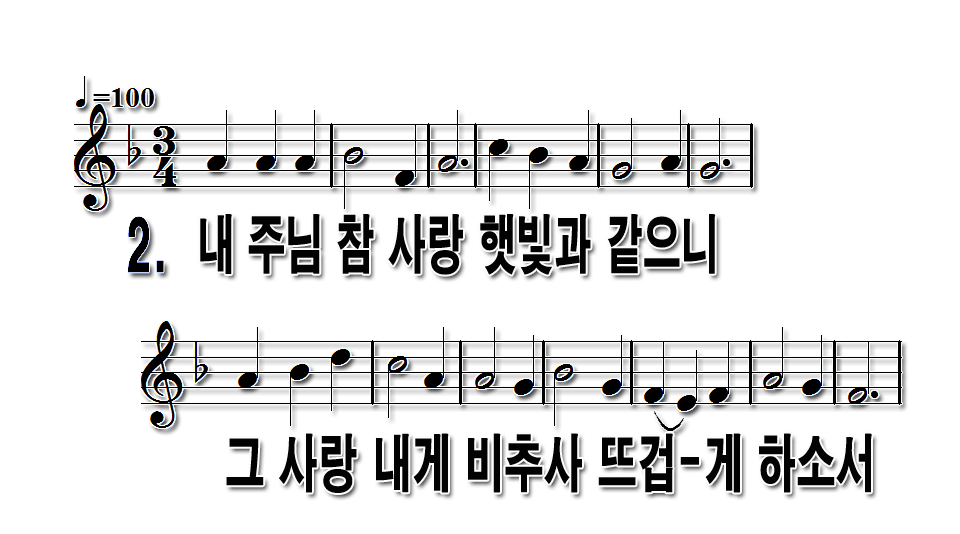 ♩=100
3
4
2. 내 주님 참 사랑 햇빛과 같으니
그 사랑 내게 비추사 뜨겁-게 하소서